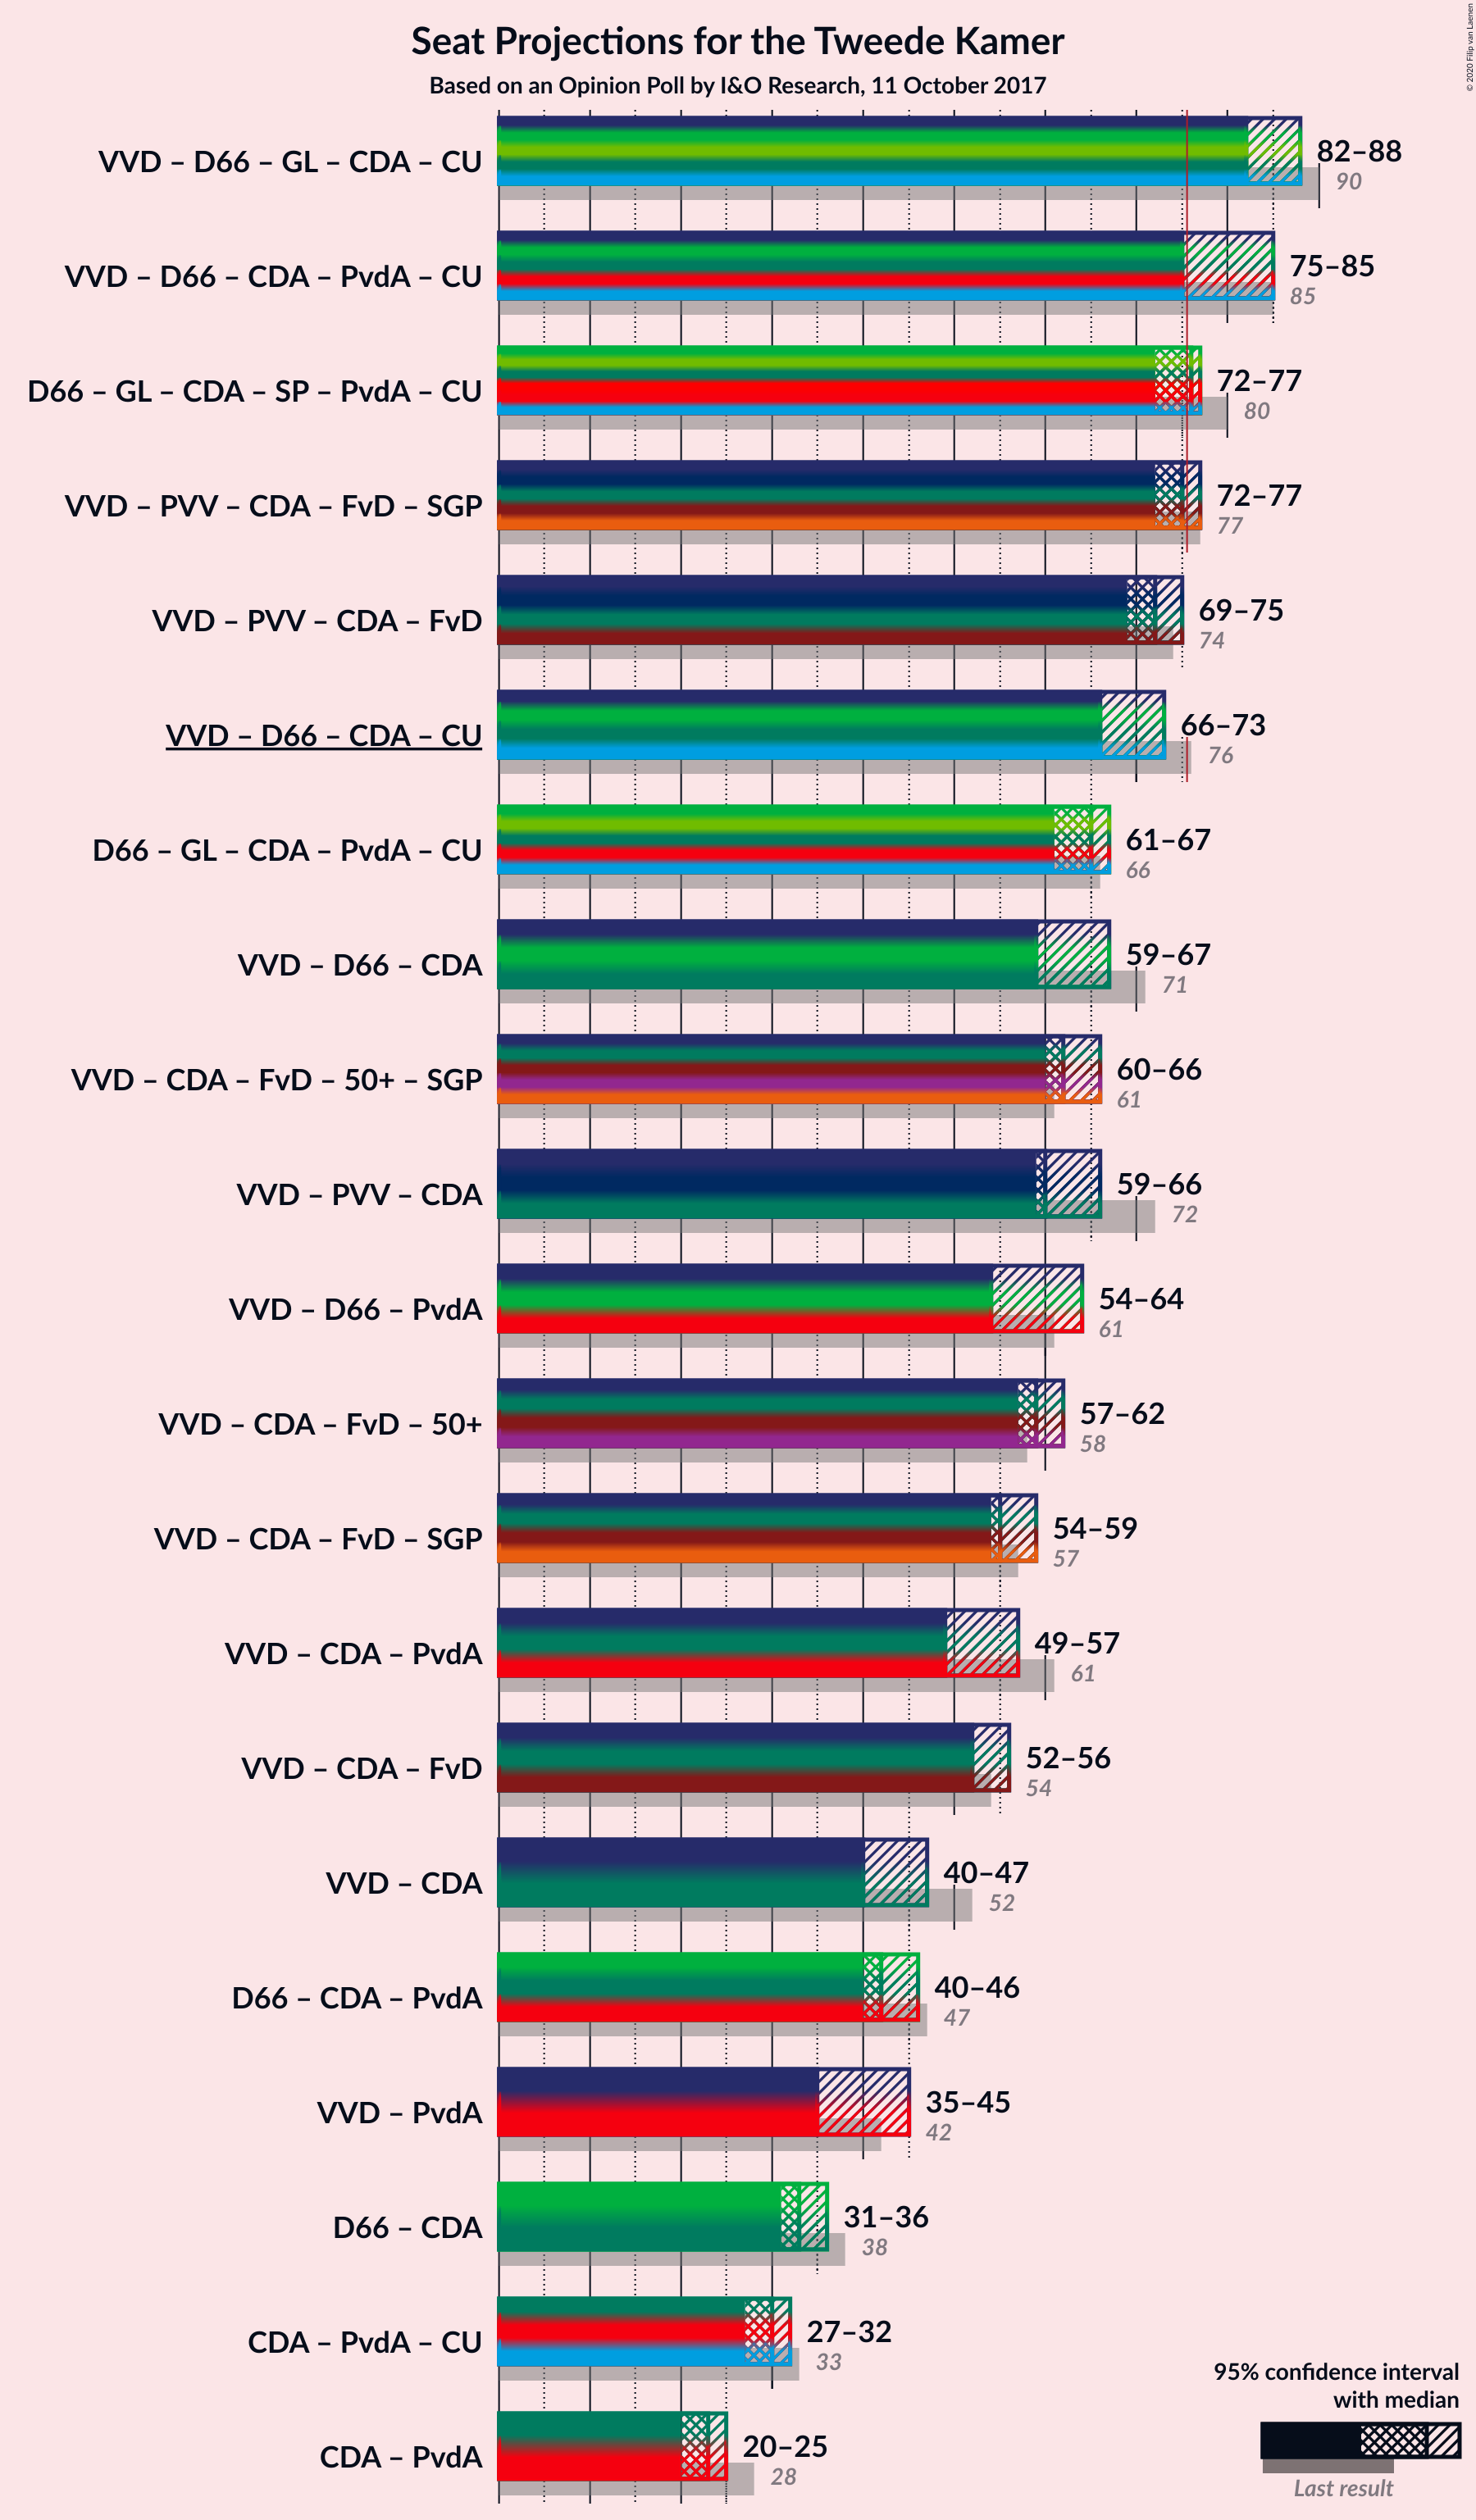 Seat Projections for the Tweede Kamer
Based on an Opinion Poll by I&O Research, 11 October 2017
© 2020 Filip van Laenen
VVD – D66 – GL – CDA – CU
82–88
90
VVD – D66 – CDA – PvdA – CU
75–85
85
D66 – GL – CDA – SP – PvdA – CU
72–77
80
VVD – PVV – CDA – FvD – SGP
72–77
77
VVD – PVV – CDA – FvD
69–75
74
VVD – D66 – CDA – CU
66–73
76
D66 – GL – CDA – PvdA – CU
61–67
66
VVD – D66 – CDA
59–67
71
VVD – CDA – FvD – 50+ – SGP
60–66
61
VVD – PVV – CDA
59–66
72
VVD – D66 – PvdA
54–64
61
VVD – CDA – FvD – 50+
57–62
58
VVD – CDA – FvD – SGP
54–59
57
VVD – CDA – PvdA
49–57
61
VVD – CDA – FvD
52–56
54
VVD – CDA
40–47
52
D66 – CDA – PvdA
40–46
47
VVD – PvdA
35–45
42
D66 – CDA
31–36
38
CDA – PvdA – CU
27–32
33
CDA – PvdA
20–25
28
95% confidence interval
with median
Last result